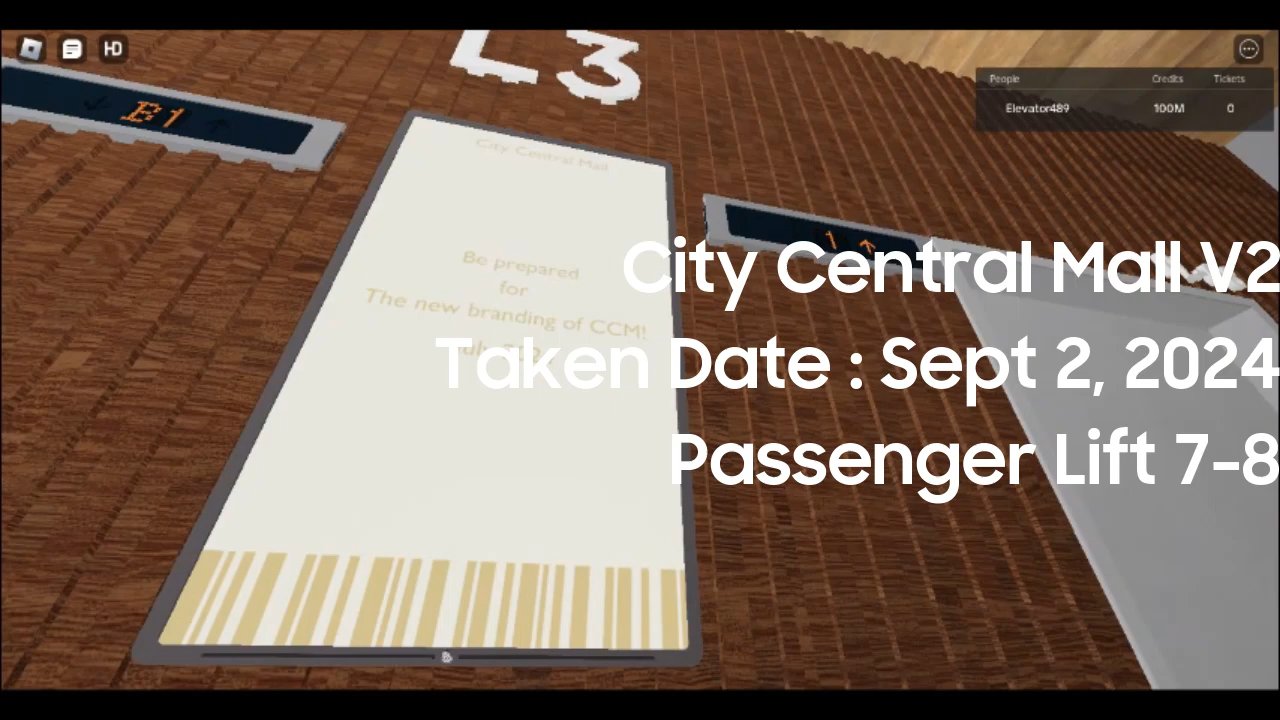 HD
L3
People Credits Tickets
Elevator489 100M 0
B1
City Central Mall
1
Be prepared
for
The new branding of CCM!
City Central Mall V2
Taken Date : Sept 2, 2024
Passenger Lift 7-8